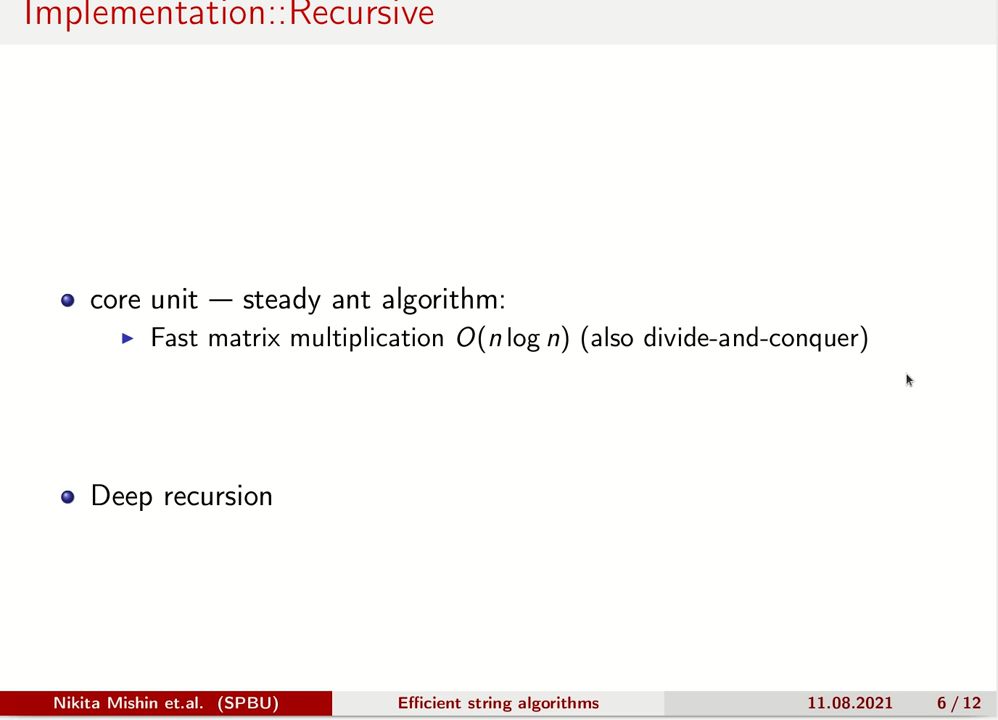 Implementation::Recursive
core unit — steady ant algorithm:
Fast matrix multiplication O(n log n) (also divide-and-conquer)
Deep recursion
Nikita Mishin et.al. (SPBU) Efficient string algorithms 11.08.2021 6 / 12